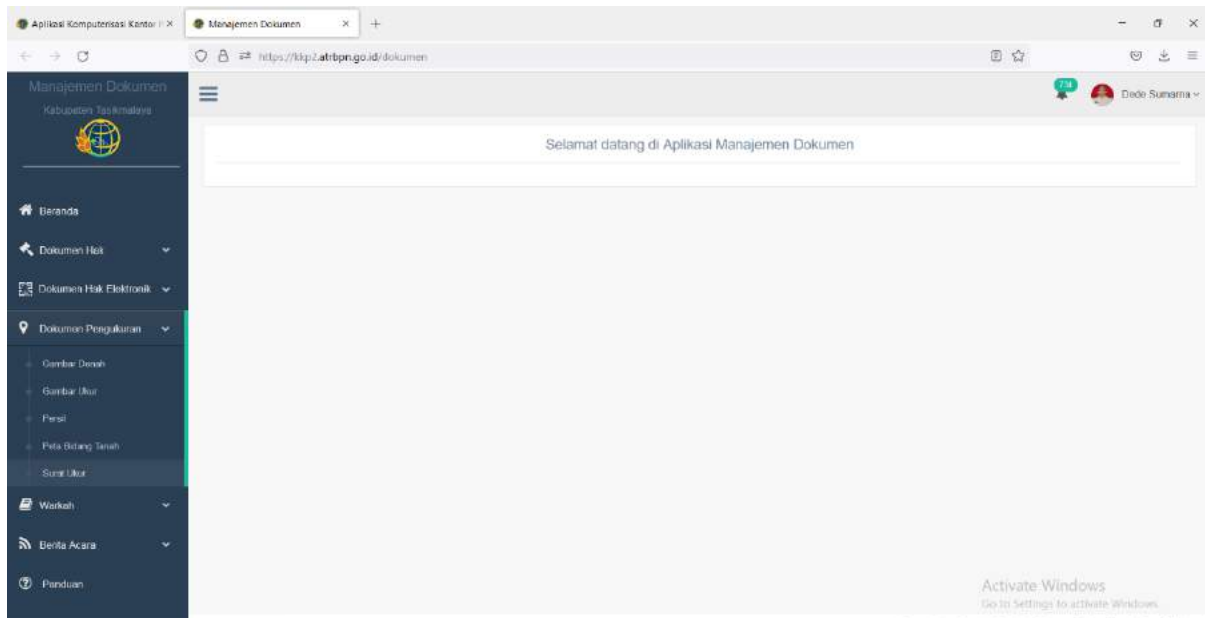 Aplikasi Komputerisasi Kantor
Manajemen Dokumen
https://kkp2.atrbpn.go.id/dokumen
Manajemen Dokumen
Kabupaten Tasikmalaya
Dede Sumarna
Selamat datang di Aplikasi Manajemen Dokumen
Beranda
Dokumen Hak
Dokumen Hak Elektronik
Dokumen Pengukuran
Gambar Denah
Gambar Ukur
Persil
Peta Bidang Tanah
Surat Ukur
Warkah
Berita Acara
Panduan
Activate Windows
Go to Settings to activate Windows.